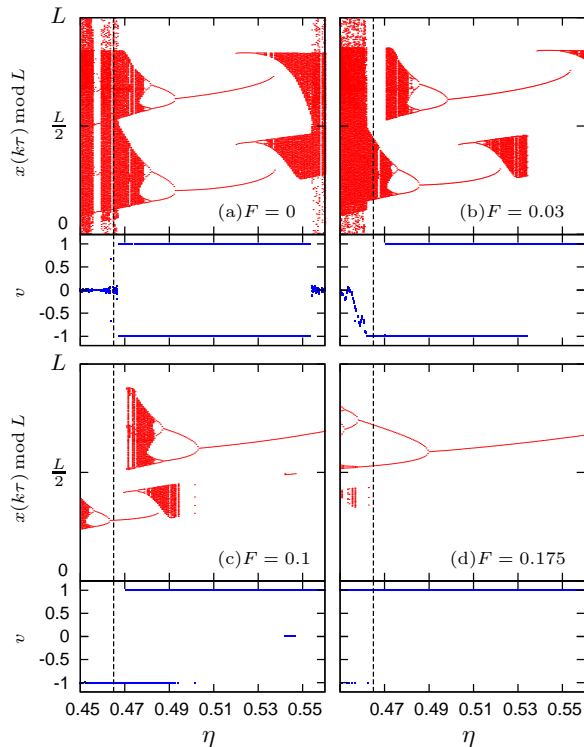 L
x(kτ) mod L
L/2
0
(a)F = 0
(b)F = 0.03
1
0.5
0
-0.5
-1
v
L
x(kτ) mod L
L/2
0
(c)F = 0.1
(d)F = 0.175
1
0.5
0
-0.5
-1
v
0.45 0.47 0.49 0.51 0.53 0.55 0.47 0.49 0.51 0.53 0.55
η η